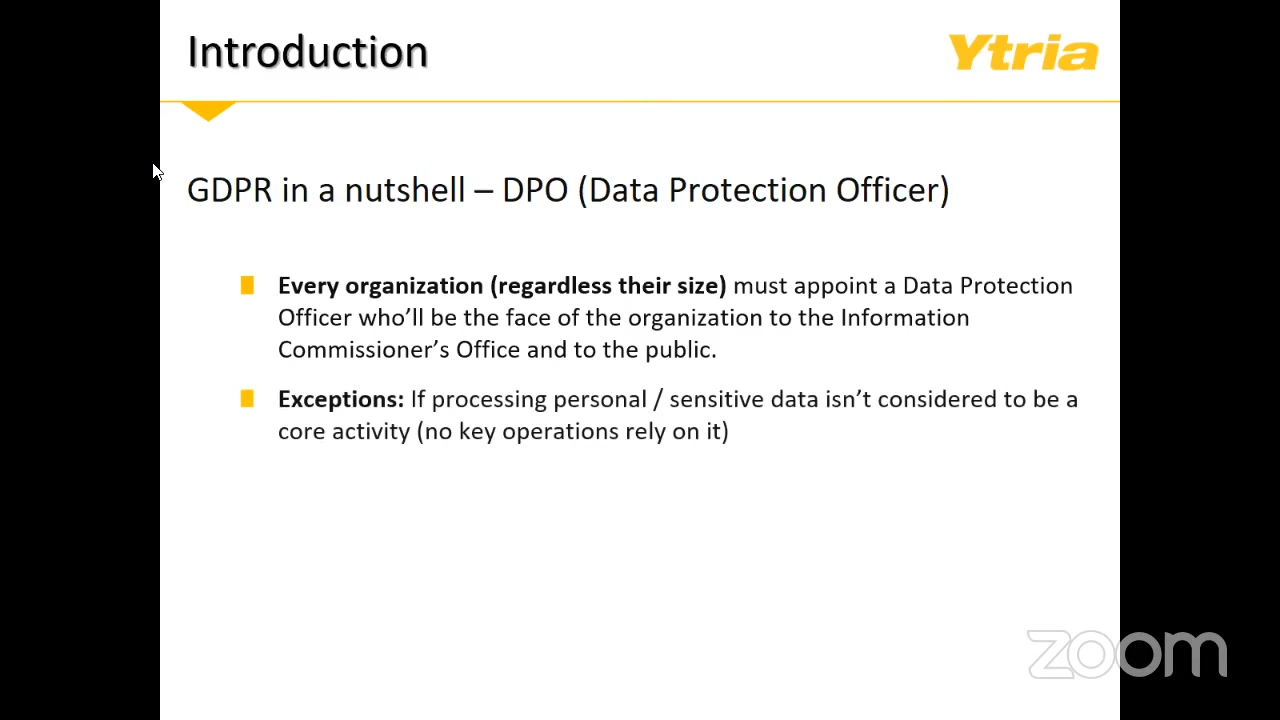 Introduction
Ytria
GDPR in a nutshell – DPO (Data Protection Officer)
Every organization (regardless their size) must appoint a Data Protection
Officer who’ll be the face of the organization to the Information
Commissioner’s Office and to the public.
Exceptions: If processing personal / sensitive data isn’t considered to be a
core activity (no key operations rely on it)
zoom